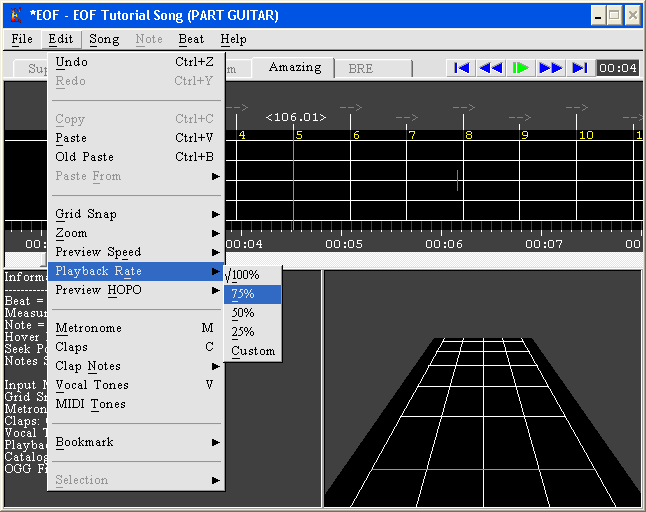 *EOF - EOF Tutorial Song (PART GUITAR)
File Edit Song Note Beat Help
Amazing BRE 00:04
Undo Ctrl+Z
Redo Ctrl+Y
Copy Ctrl+C
Paste Ctrl+V
Old Paste Ctrl+B
Paste From
Grid Snap
Zoom
Preview Speed
Playback Rate
Preview HOPO
Metronome M
Claps C
Clap Notes
Vocal Tones V
MIDI Tones
Bookmark
Selection
√100%
75%
50%
25%
Custom
--> --> --> --> --> --> -->
<106.01>
4 5 6 7 8 9 10 1
00: 00:04 00:05 00:06 00:07 00
Informa
----------
Beat =
Measur
Note =
Hover
Seek Po
Notes S
Input M
Grid Sn
Metron
Claps:
Vocal T
Playbac
Catalog
OGG F